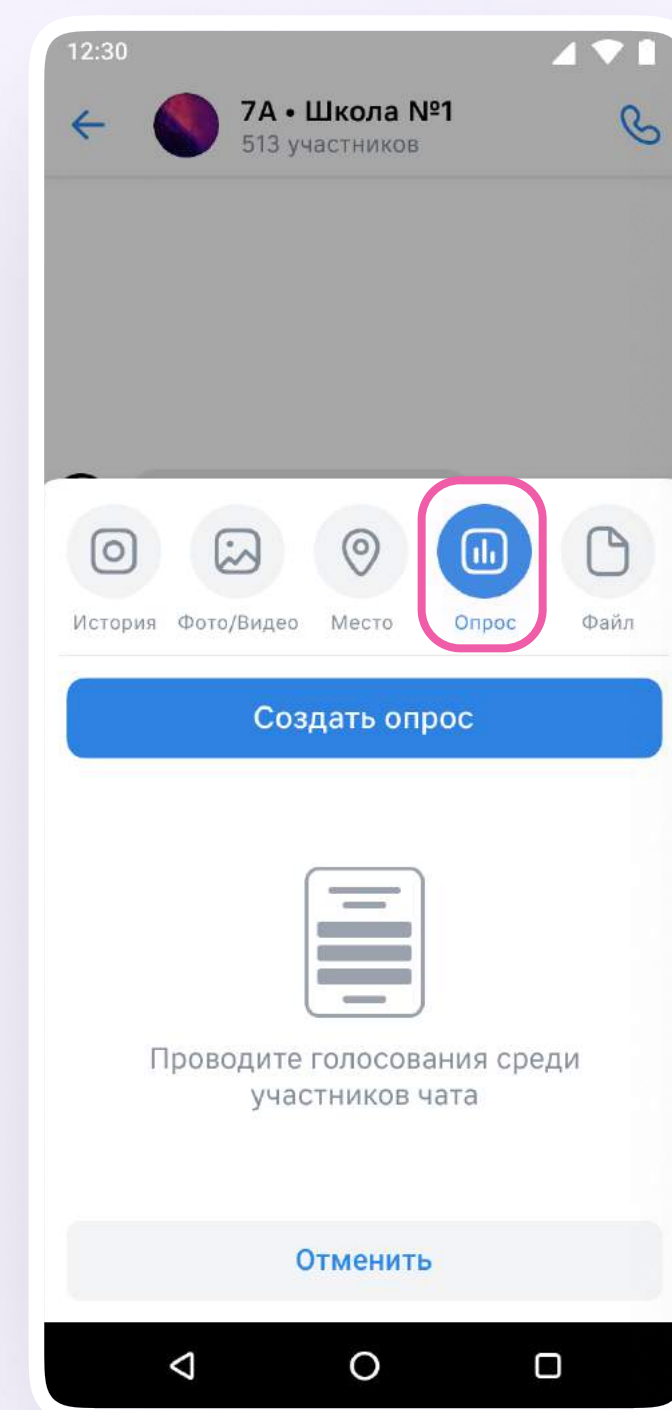 12:30
7А • Школа №1
513 участников
История Фото/Видео Место Опрос Файл
Создать опрос
Проводите голосования среди
участников чата
Отменить